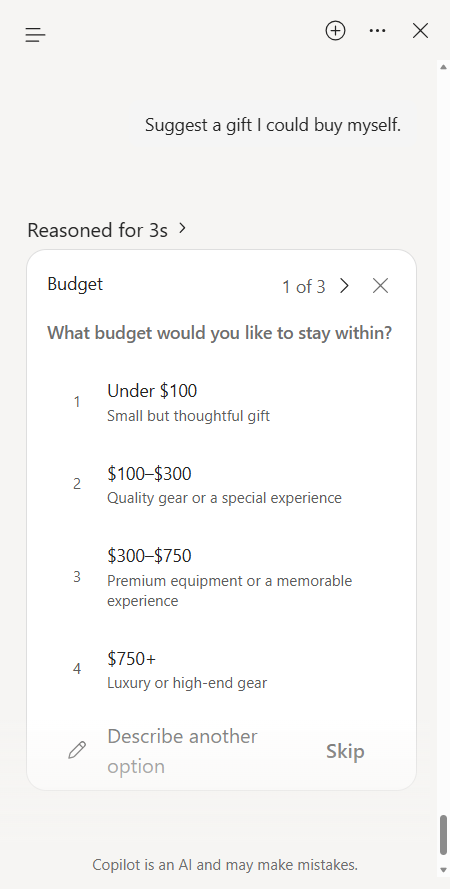 Suggest a gift I could buy myself.
Reasoned for 3s
Budget
1 of 3
What budget would you like to stay within?
1
Under $100
Small but thoughtful gift
2
$100–$300
Quality gear or a special experience
3
$300–$750
Premium equipment or a memorable
experience
4
$750+
Luxury or high-end gear
Describe another
option
Skip
Copilot is an AI and may make mistakes.